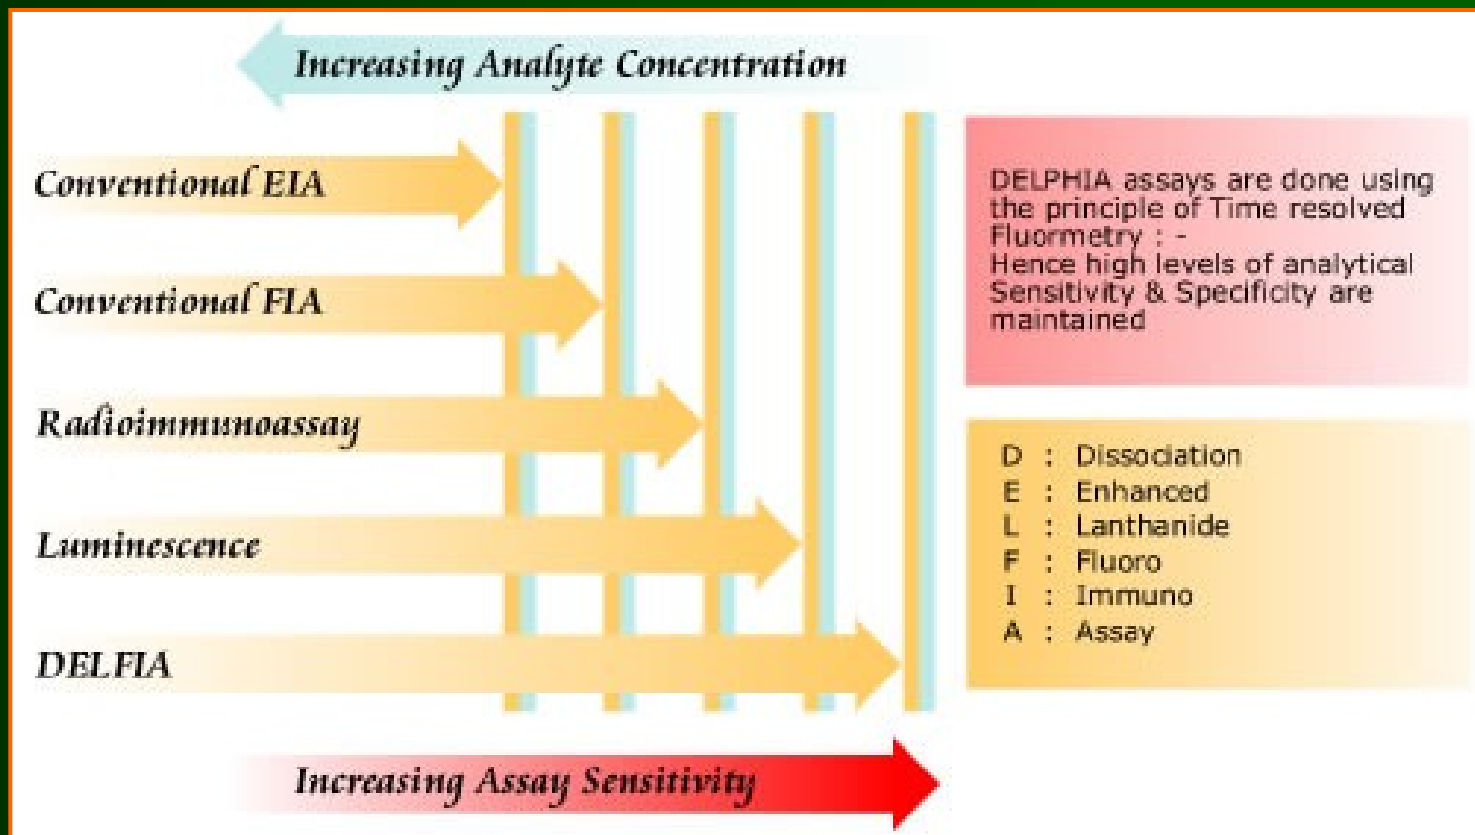 Increasing Analyte Concentration
Conventional EIA
Conventional FIA
Radioimmunoassay
Luminescence
DELFIA
Increasing Assay Sensitivity
DELPHIA assays are done using
the principle of Time resolved
Fluormetry : -
Hence high levels of analytical
Sensitivity & Specificity are
maintained
D : Dissociation
E : Enhanced
L : Lanthanide
F : Fluoro
I : Immuno
A : Assay